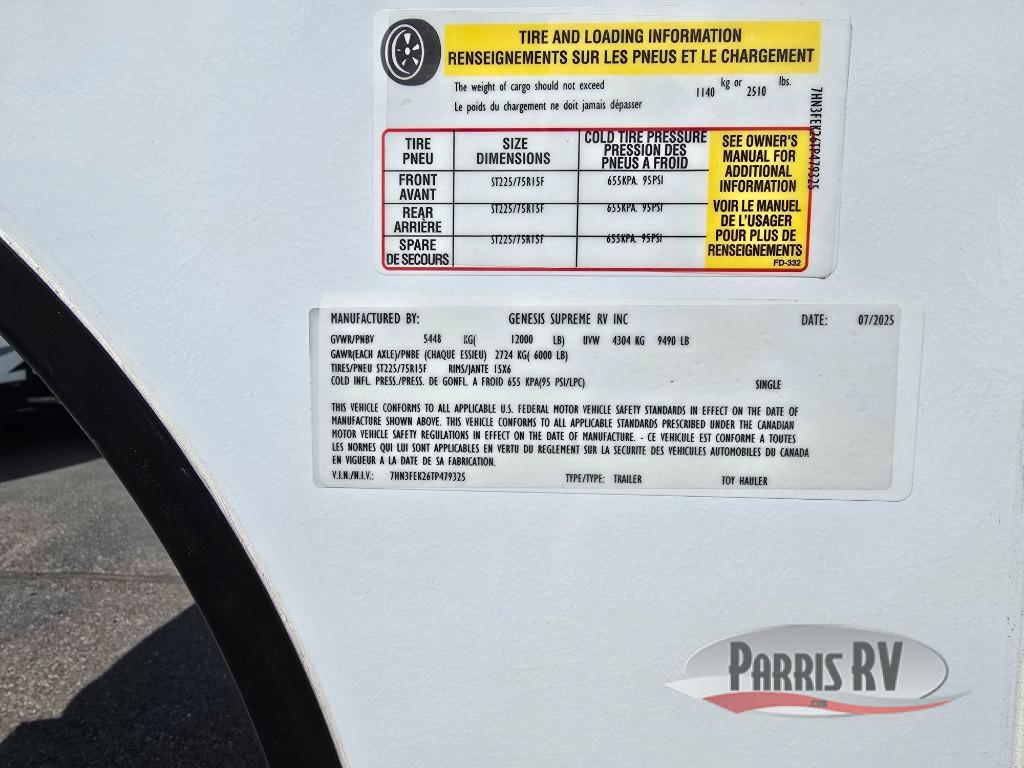 TIRE AND LOADING INFORMATION
RENSEIGNEMENTS SUR LES PNEUS ET LE CHARGEMENT
The weight of cargo should not exceed 1140 kg or 2510 lbs.
Le poids du chargement ne doit jamais dépasser
7HN3FEK26TP479325
TIRE PNEU SIZE DIMENSIONS COLD TIRE PRESSURE PRESSION DES PNEUS A FROID
FRONT AVANT ST225/75R15F 655KPA. 95PSI
REAR ARRIÈRE ST225/75R15F 655KPA. 95PSI
SPARE DE SECOURS ST225/75R15F 655KPA. 95PSI
SEE OWNER'S
MANUAL FOR
ADDITIONAL
INFORMATION
VOIR LE MANUEL
DE L'USAGER
POUR PLUS DE
RENSEIGNEMENTS
FD-332
MANUFACTURED BY: GENESIS SUPREME RV INC DATE: 07/2025
GVWR/PNBV 5448 KG( 12000 LB) UVW 4304 KG 9490 LB
GAWR(EACH AXLE)/PNBE (CHAQUE ESSIEU) 2724 KG( 6000 LB)
TIRES/PNEU ST225/75R15F RIMS/JANTE 15X6
COLD INFL. PRESS./PRESS. DE GONFL. A FROID 655 KPA(95 PSI/LPC) SINGLE
THIS VEHICLE CONFORMS TO ALL APPLICABLE U.S. FEDERAL MOTOR VEHICLE SAFETY STANDARDS IN EFFECT ON THE DATE OF
MANUFACTURE SHOWN ABOVE. THIS VEHICLE CONFORMS TO ALL APPLICABLE STANDARDS PRESCRIBED UNDER THE CANADIAN
MOTOR VEHICLE SAFETY REGULATIONS IN EFFECT ON THE DATE OF MANUFACTURE. - CE VEHICULE EST CONFORME A TOUTES
LES NORMES QUI LUI SONT APPLICABLES EN VERTU DU REGLEMENT SUR LA SECURITE DES VEHICULES AUTOMOBILES DU CANADA
EN VIGUEUR A LA DATE DE SA FABRICATION.
V.I.N./N.I.V.: 7HN3FEK26TP479325 TYPE/TYPE: TRAILER TOY HAULER
PARRIS RV
.com